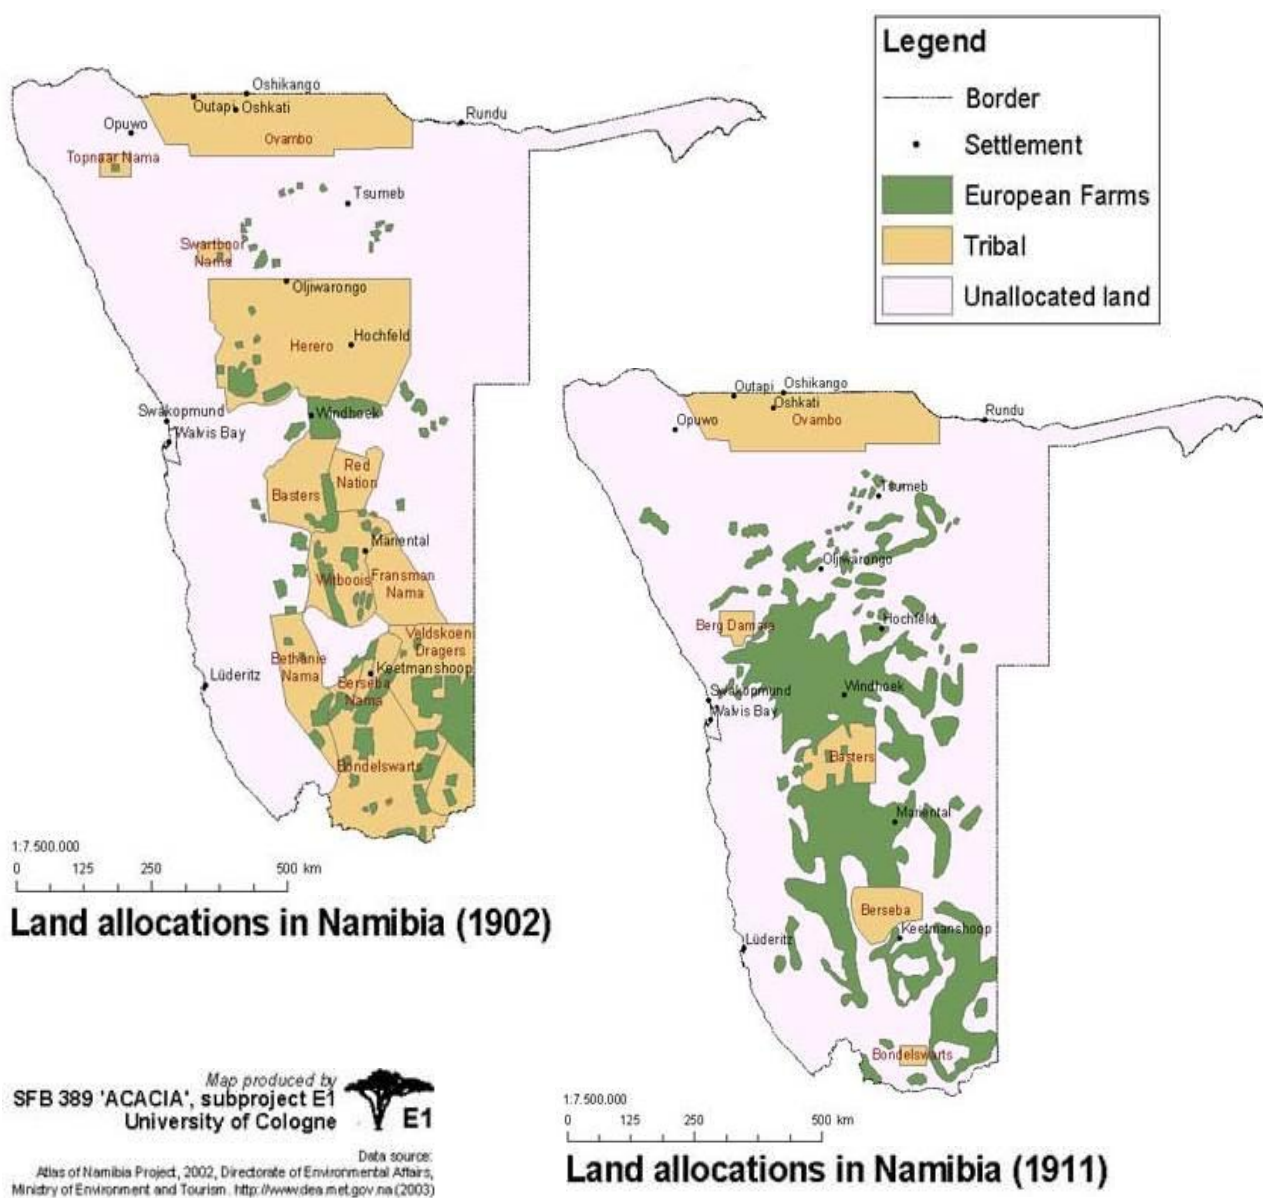 Legend
Border
Settlement
European Farms
Tribal
Unallocated land
Oshikango
Outapi
Oshkati
Rundu
Opuwo
Ovambo
Topnaar Nama
Tsumeb
Swartboor
Nama
Oljiwarongo
Hochfeld
Herero
Swakopmund
Windhoek
Walvis Bay
Red
Nation
Basters
Mariental
Witboois
Fransman
Nama
Veldskoen
Dragers
Bethanie
Nama
Keetmanshoop
Berseba
Nama
Lüderitz
Bondelswarts
1:7.500.000
0 125 250 500 km
Land allocations in Namibia (1902)
Outapi
Oshikango
Oshkati
Rundu
Opuwo
Ovambo
Tsumeb
Oljiwarongo
Berg Damara
Hochfeld
Swakopmund
Windhoek
Walvis Bay
Basters
Mariental
Berseba
Keetmanshoop
Lüderitz
Bondelswarts
1:7.500.000
0 125 250 500 km
Land allocations in Namibia (1911)
Map produced by
SFB 389 'ACACIA', subproject E1
University of Cologne
E1
Data source:
Atlas of Namibia Project, 2002, Directorate of Environmental Affairs,
Ministry of Environment and Tourism. http://www.dea.met.gov.na (2003)